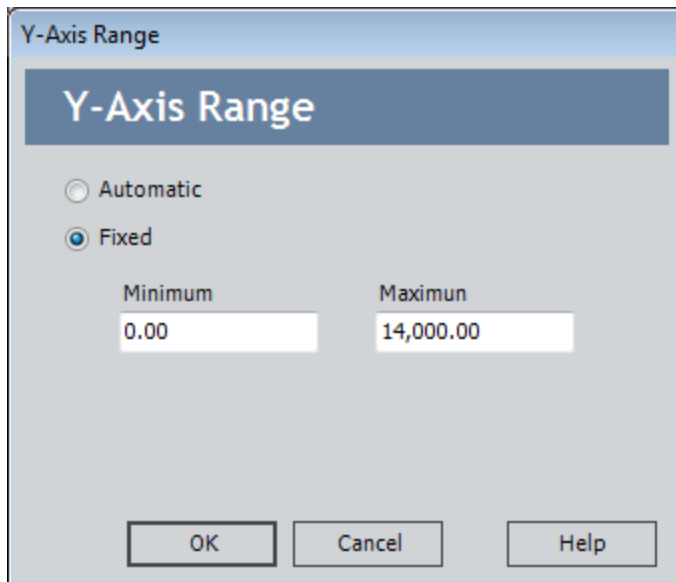 Y-Axis Range
Y-Axis Range
Automatic
Fixed
Minimum Maximun
0.00 14,000.00
OK Cancel Help